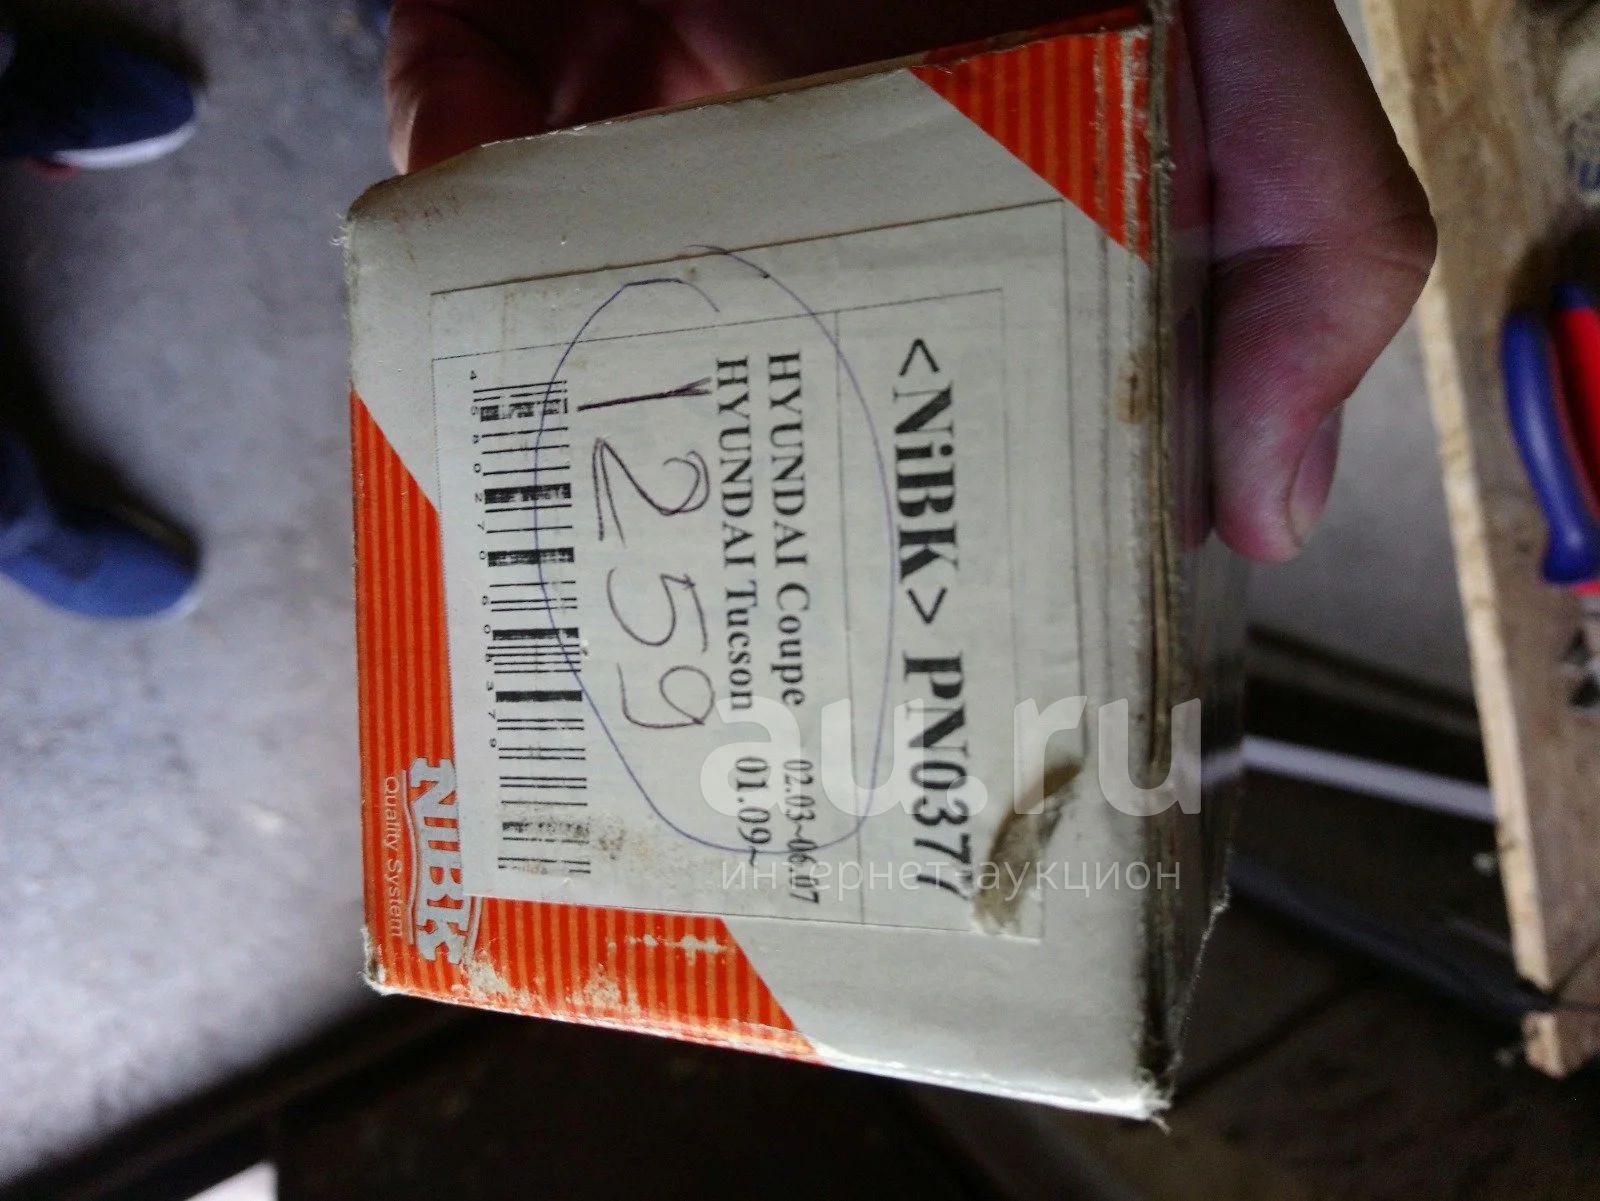 <NiBK> PN0377
HYUNDAI Coupe 02.03~06.07
HYUNDAI Tucson 01.09~
1259
NIBK
Quality System
au.ru
интернет-аукцион